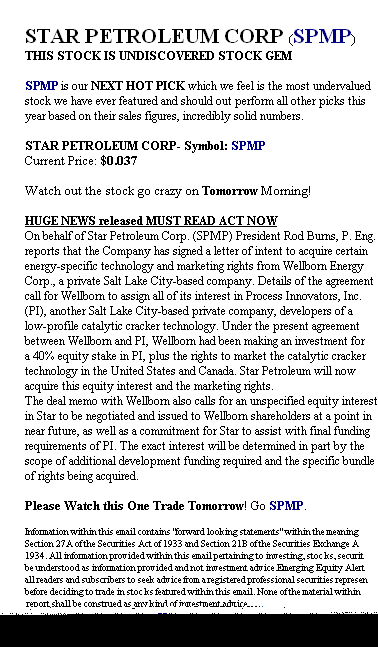 STAR PETROLEUM CORP (SPMP)
THIS STOCK IS UNDISCOVERED STOCK GEM
SPMP is our NEXT HOT PICK which we feel is the most undervalued
stock we have ever featured and should out perform all other picks this
year based on their sales figures, incredibly solid numbers.
STAR PETROLEUM CORP- Symbol: SPMP
Current Price: $0.037
Watch out the stock go crazy on Tomorrow Morning!
HUGE NEWS released MUST READ ACT NOW
On behalf of Star Petroleum Corp. (SPMP) President Rod Burns, P. Eng.
reports that the Company has signed a letter of intent to acquire certain
energy-specific technology and marketing rights from Wellborn Energy
Corp., a private Salt Lake City-based company. Details of the agreement
call for Wellborn to assign all of its interest in Process Innovators, Inc.
(PI), another Salt Lake City-based private company, developers of a
low-profile catalytic cracker technology. Under the present agreement
between Wellborn and PI, Wellborn had been making an investment for
a 40% equity stake in PI, plus the rights to market the catalytic cracker
technology in the United States and Canada. Star Petroleum will now
acquire this equity interest and the marketing rights.
The deal memo with Wellborn also calls for an unspecified equity interest
in Star to be negotiated and issued to Wellborn shareholders at a point in
near future, as well as a commitment for Star to assist with final funding
requirements of PI. The exact interest will be determined in part by the
scope of additional development funding required and the specific bundle
of rights being acquired.
Please Watch this One Trade Tomorrow! Go SPMP.
Information within this email contains "forward looking statements" within the meaning
Section 27A of the Securities Act of 1933 and Section 21B of the Securities Exchange A
1934. All information provided within this email pertaining to investing, stocks, securit
be understood as information provided and not investment advice. Emerging Equity Alert
all readers and subscribers to seek advice from a registered professional securities represen
before deciding to trade in stocks featured within this email. None of the material within
report shall be construed as any kind of investment advice.....